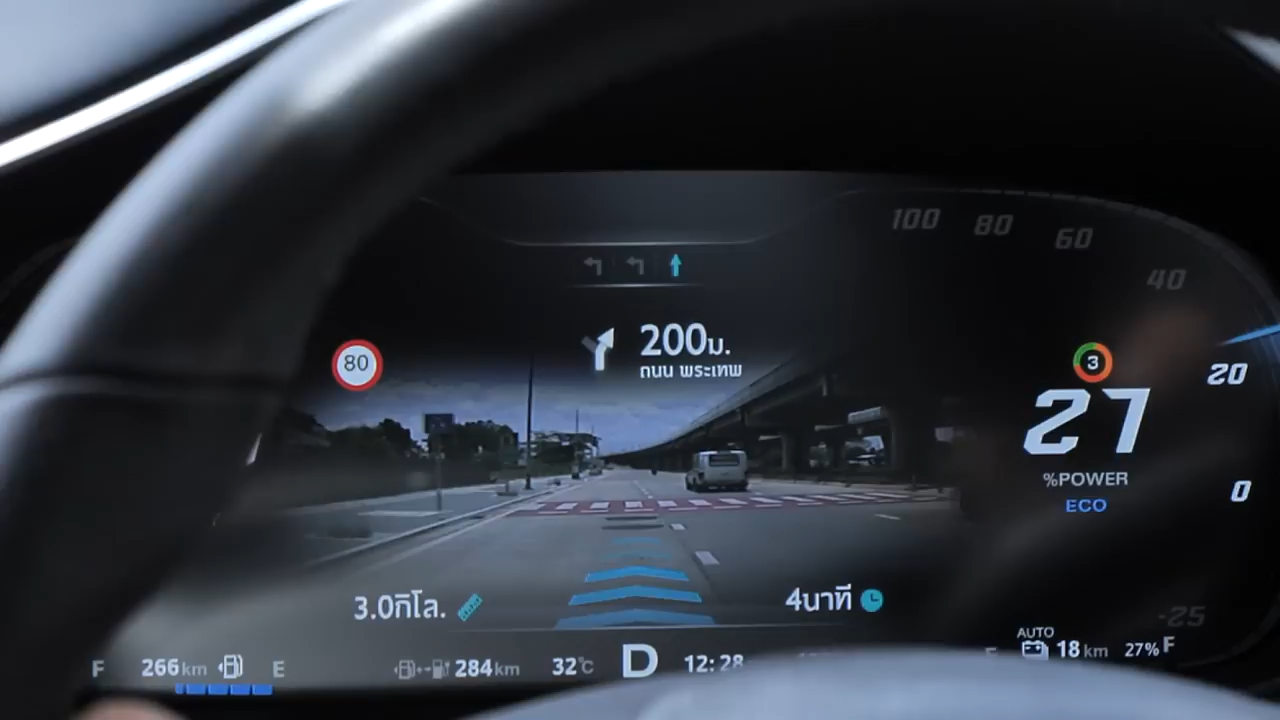 100 80 60
40
200ม.
80
ถนน พระเทพ
3
20
27
%POWER
0
ECO
3.0กิโล.
4นาที
-25
AUTO
F 266km E
284km 32°C D 12:28
18km 27% F